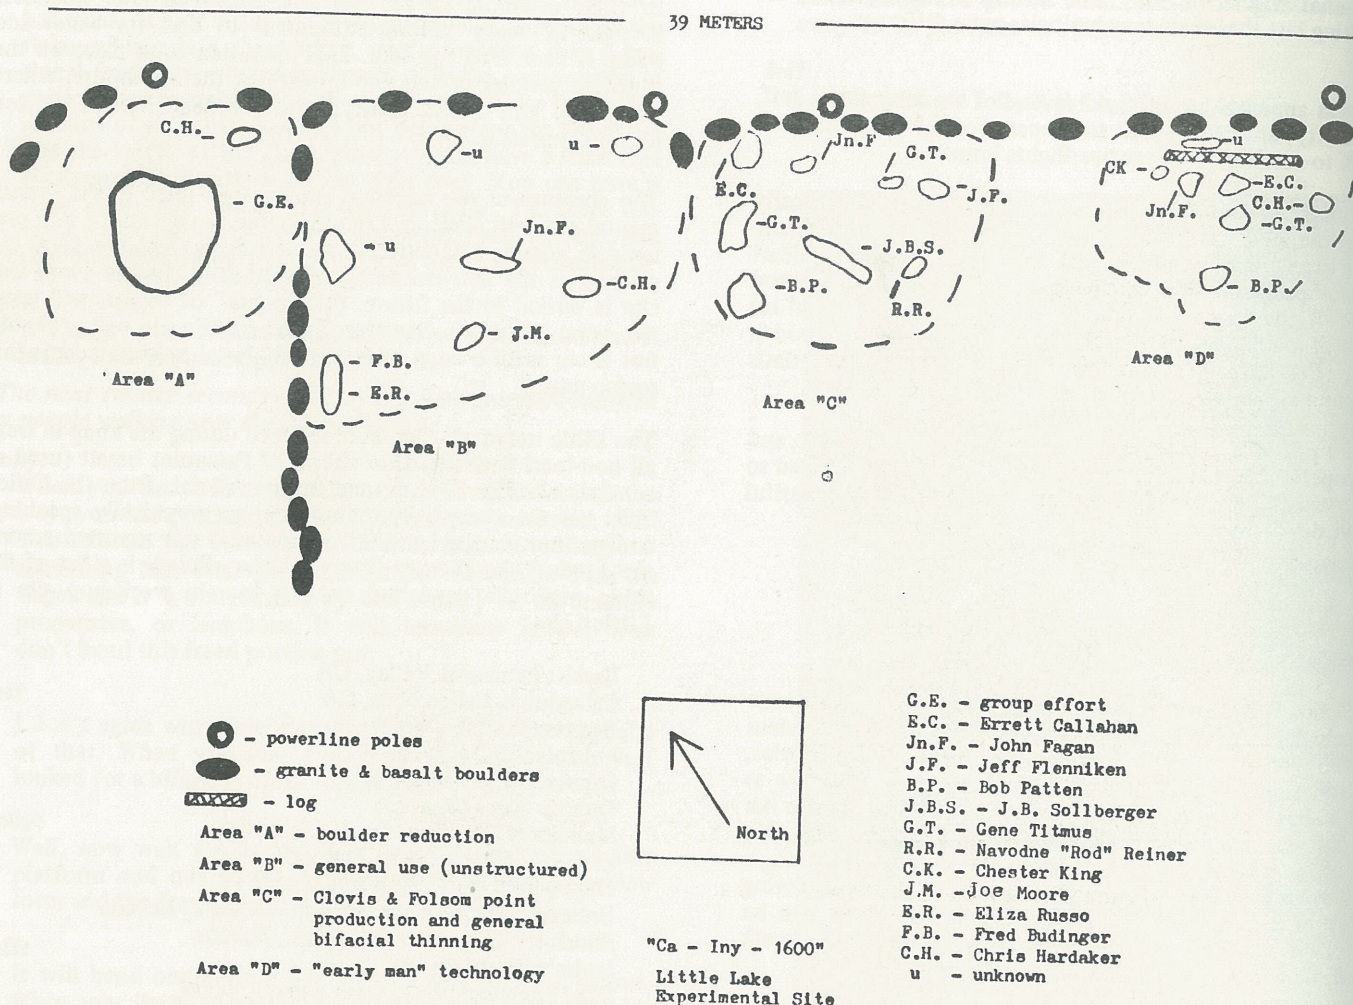 39 METERS
C.H.
G.E.
Area "A"
u
u
Jn.F.
C.H.
J.M.
F.B.
E.R.
Area "B"
u
Jn.F
G.T.
J.F.
E.C.
G.T.
J.B.S.
B.P.
R.R.
Area "C"
u
CK
E.C.
Jn.F.
C.H.
G.T.
B.P.
Area "D"
- powerline poles
- granite & basalt boulders
- log
Area "A" - boulder reduction
Area "B" - general use (unstructured)
Area "C" - Clovis & Folsom point
production and general
bifacial thinning
Area "D" - "early man" technology
North
"Ca - Iny - 1600"
Little Lake
Experimental Site
G.E. - group effort
E.C. - Errett Callahan
Jn.F. - John Fagan
J.F. - Jeff Flenniken
B.P. - Bob Patten
J.B.S. - J.B. Sollberger
G.T. - Gene Titmus
R.R. - Navodne "Rod" Reiner
C.K. - Chester King
J.M. - Joe Moore
E.R. - Eliza Russo
F.B. - Fred Budinger
C.H. - Chris Hardaker
u - unknown